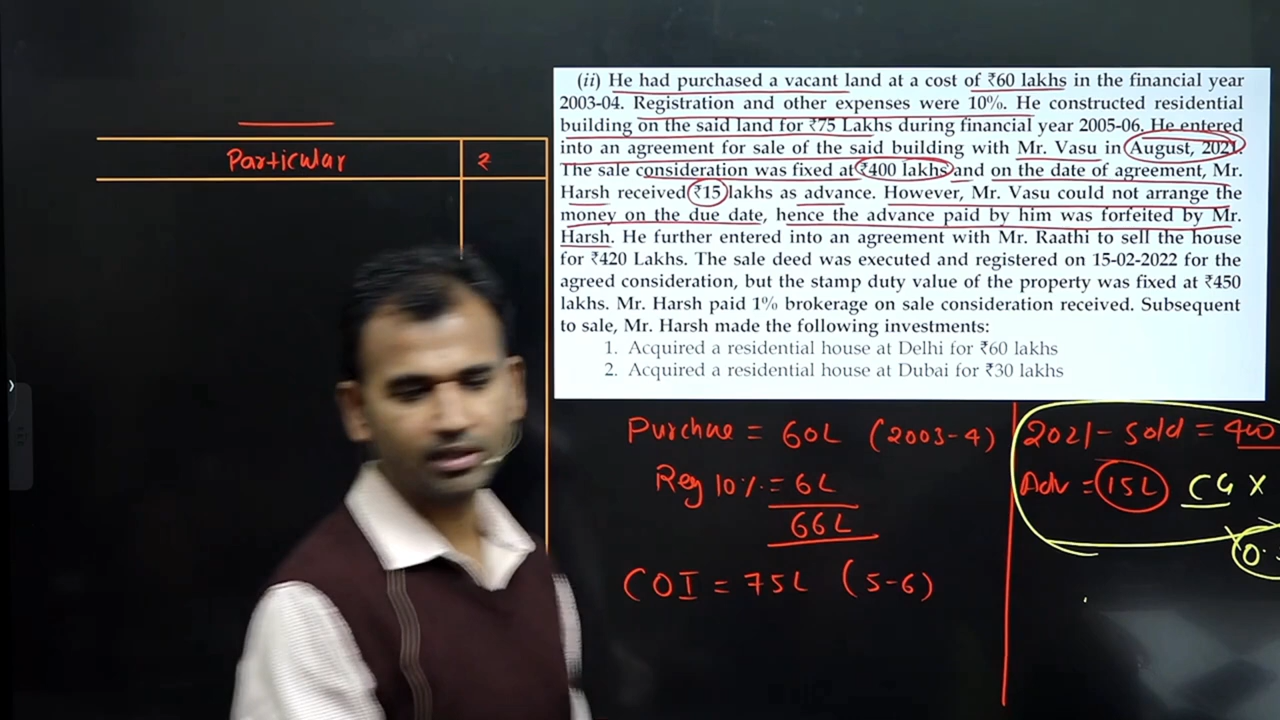 Particular ₹
(ii) He had purchased a vacant land at a cost of ₹60 lakhs in the financial year
2003-04. Registration and other expenses were 10%. He constructed residential
building on the said land for ₹75 Lakhs during financial year 2005-06. He entered
into an agreement for sale of the said building with Mr. Vasu in August, 2021.
The sale consideration was fixed at ₹400 lakhs and on the date of agreement, Mr.
Harsh received ₹15 lakhs as advance. However, Mr. Vasu could not arrange the
money on the due date, hence the advance paid by him was forfeited by Mr.
Harsh. He further entered into an agreement with Mr. Raathi to sell the house
for ₹420 Lakhs. The sale deed was executed and registered on 15-02-2022 for the
agreed consideration, but the stamp duty value of the property was fixed at ₹450
lakhs. Mr. Harsh paid 1% brokerage on sale consideration received. Subsequent
to sale, Mr. Harsh made the following investments:
1. Acquired a residential house at Delhi for ₹60 lakhs
2. Acquired a residential house at Dubai for ₹30 lakhs
Purchae = 60L (2003-4)
Reg 10% = 6L
66L
COI = 75L (5-6)
2021 - Sold = 400
Adv = 15L CG X